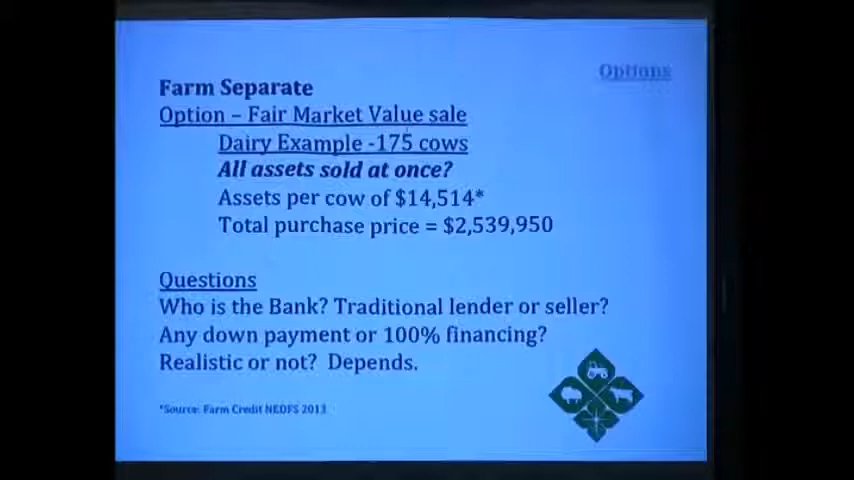 Options
Farm Separate
Option – Fair Market Value sale
Dairy Example -175 cows
All assets sold at once?
Assets per cow of $14,514*
Total purchase price = $2,539,950
Questions
Who is the Bank? Traditional lender or seller?
Any down payment or 100% financing?
Realistic or not? Depends.
*Source: Farm Credit NEDFS 2013